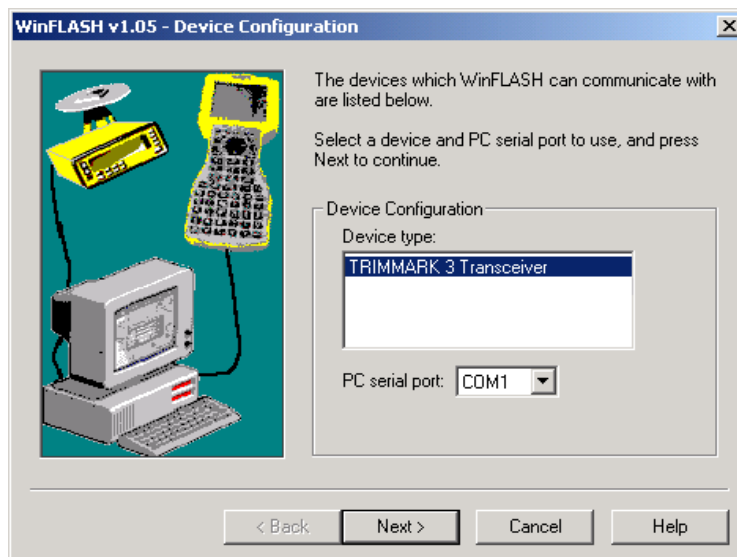 WinFLASH v1.05 - Device Configuration
The devices which WinFLASH can communicate with
are listed below.
Select a device and PC serial port to use, and press
Next to continue.
Device Configuration
Device type:
TRIMMARK 3 Transceiver
PC serial port: COM1
< Back Next > Cancel Help